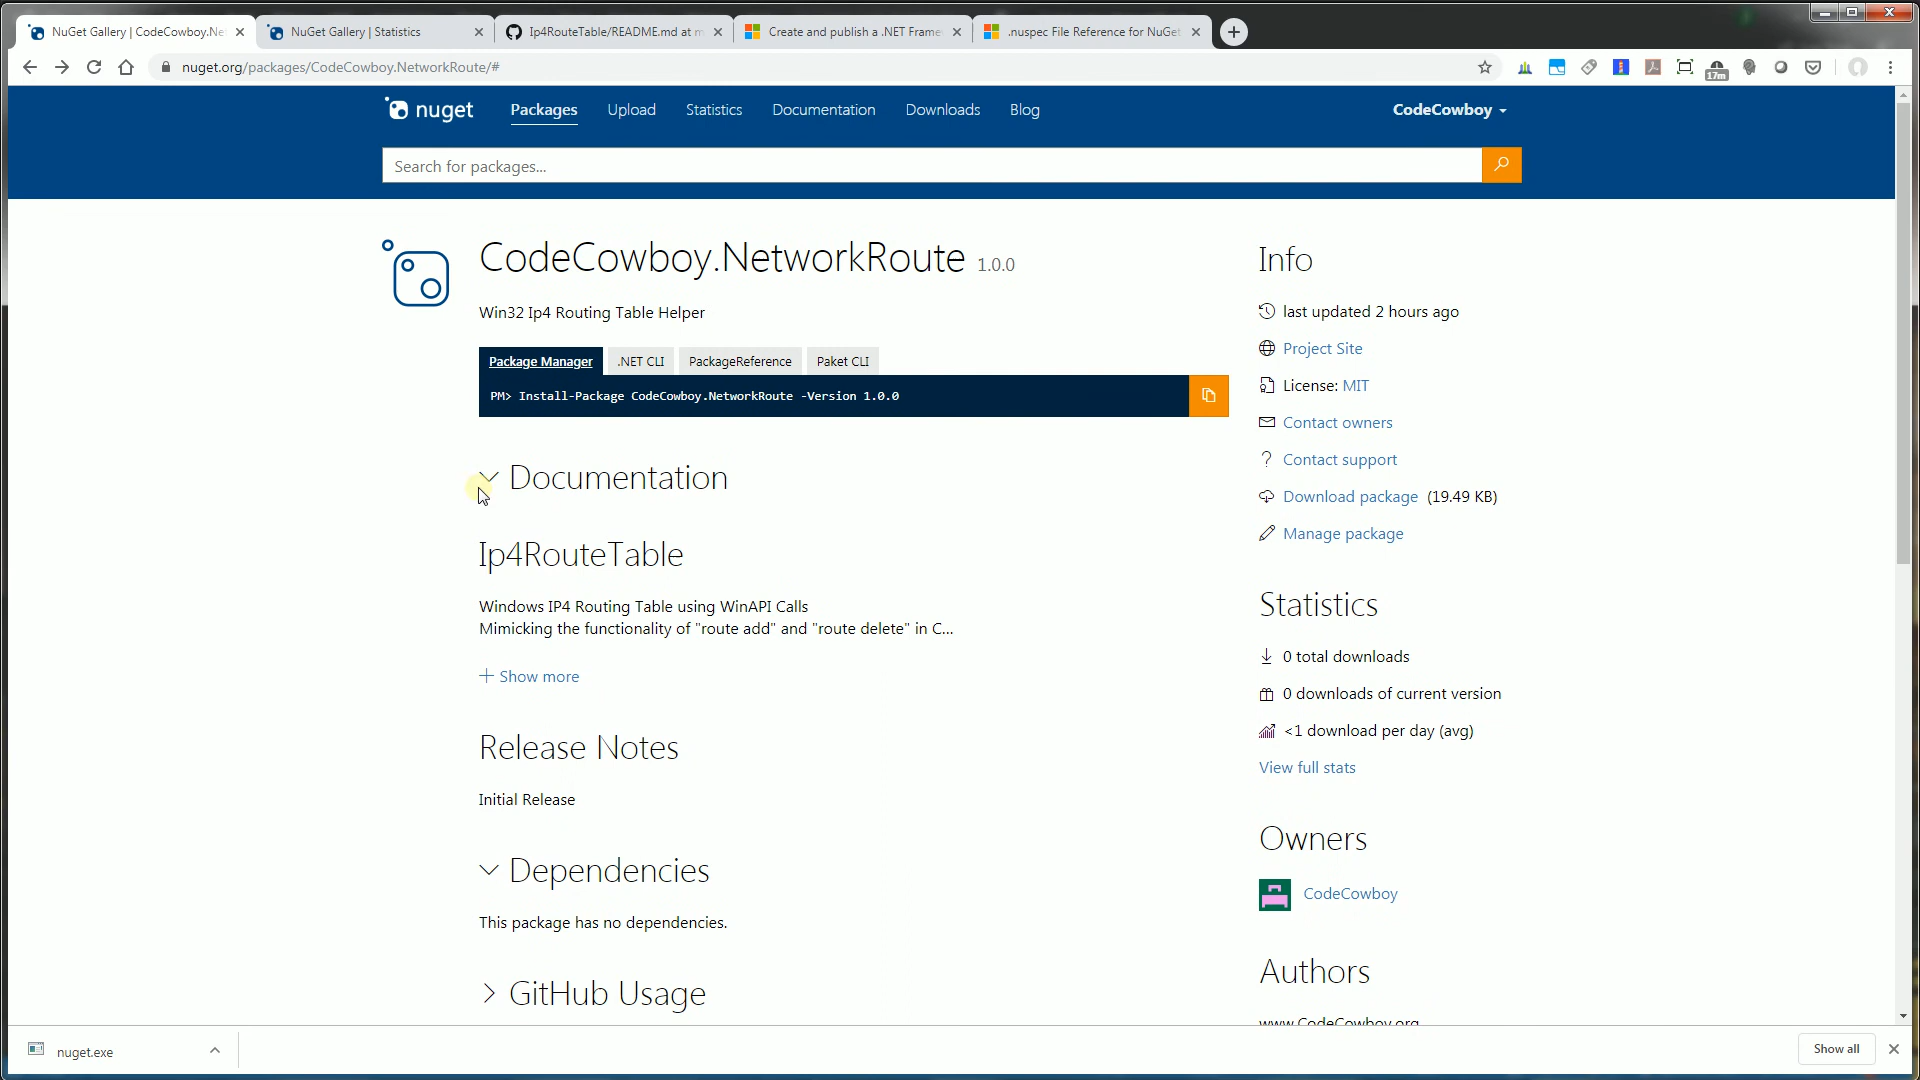 NuGet Gallery | CodeCowboy.Ne
NuGet Gallery | Statistics
Ip4RouteTable/README.md at m
Create and publish a .NET Frame
.nuspec File Reference for NuGet
nuget.org/packages/CodeCowboy.NetworkRoute/#
17m
nuget
Packages
Upload
Statistics
Documentation
Downloads
Blog
CodeCowboy
Search for packages...
CodeCowboy.NetworkRoute 1.0.0
Win32 Ip4 Routing Table Helper
Package Manager
.NET CLI
PackageReference
Paket CLI
PM> Install-Package CodeCowboy.NetworkRoute -Version 1.0.0
Documentation
Ip4RouteTable
Windows IP4 Routing Table using WinAPI Calls
Mimicking the functionality of "route add" and "route delete" in C...
Show more
Release Notes
Initial Release
Dependencies
This package has no dependencies.
GitHub Usage
Info
last updated 2 hours ago
Project Site
License: MIT
Contact owners
Contact support
Download package (19.49 KB)
Manage package
Statistics
0 total downloads
0 downloads of current version
<1 download per day (avg)
View full stats
Owners
CodeCowboy
Authors
www.CodeCowboy.org
nuget.exe
Show all